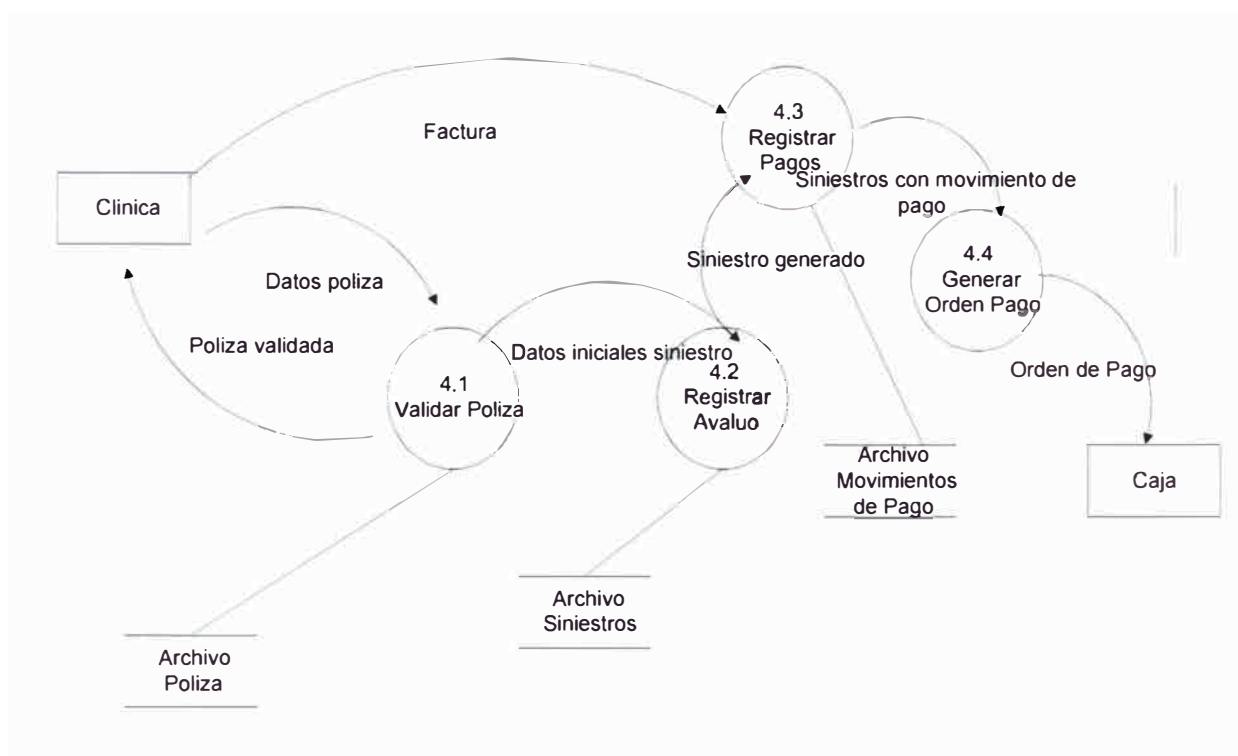 4.3
Registrar
Pagos
Factura
Siniestros con movimiento de
pago
Clinica
4.4
Generar
Orden Pago
Siniestro generado
Datos poliza
Poliza validada
Datos iniciales siniestro
4.2
Registrar
Avaluo
4.1
Validar Poliza
Orden de Pago
Archivo
Movimientos
de Pago
Caja
Archivo
Siniestros
Archivo
Poliza